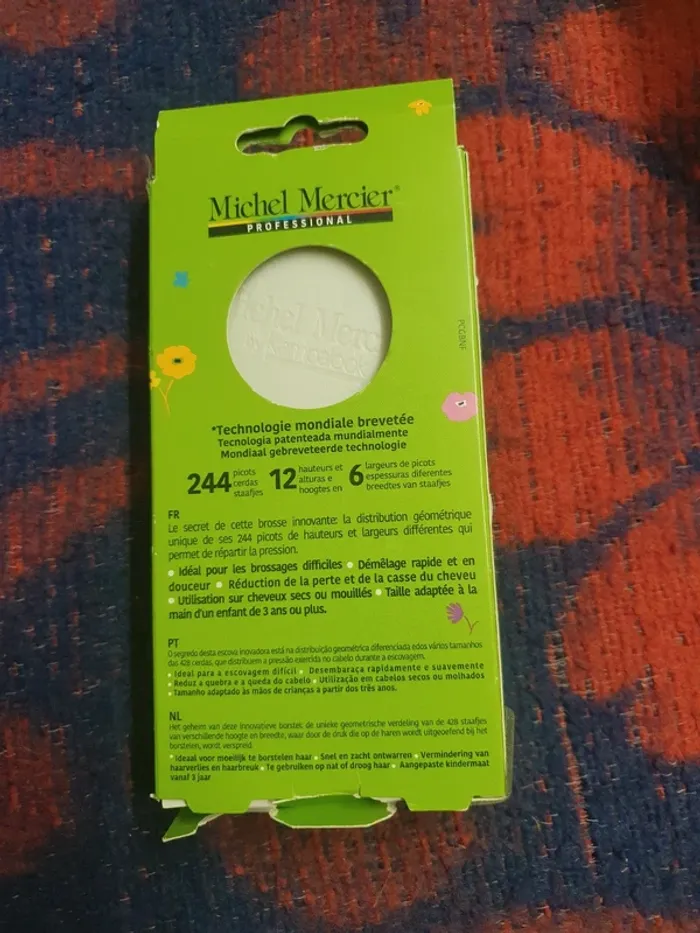 Michel Mercier®
PROFESSIONAL
Michel Merc
by
PCCBNF
*Technologie mondiale brevetée
Tecnologia patenteada mundialmente
Mondiaal gebreveteerde technologie
244 picots cerdas staafjes 12 hauteurs et alturas e hoogtes en 6 largeurs de picots espessuras diferentes breedtes van staafjes
FR
Le secret de cette brosse innovante: la distribution géométrique
unique de ses 244 picots de hauteurs et largeurs différentes qui
permet de répartir la pression.
• Idéal pour les brossages difficiles • Démêlage rapide et en
douceur • Réduction de la perte et de la casse du cheveu
• Utilisation sur cheveux secs ou mouillés • Taille adaptée à la
main d'un enfant de 3 ans ou plus.
PT
O segredo desta escova inovadora está na distribuição geométrica diferenciada edos vários tamanhos
das 428 cerdas, que distribuem a pressão exercida no cabelo durante a escovagem.
• Ideal para a escovagem difícil • Desembaraça rapidamente e suavemente
• Reduz a quebra e a queda do cabelo • Utilização em cabelos secos ou molhados
• Tamanho adaptado às mãos de crianças a partir dos três anos.
NL
Het geheim van deze innovatieve borstel: de unieke geometrische verdeling van de 428 staafjes
van verschillende hoogte en breedte, waar door de druk die op de haren wordt uitgeoefend bij het
borstelen, wordt verspreid.
• Ideaal voor moeilijk te borstelen haar • Snel en zacht ontwarren • Vermindering van
haarverlies en haarbreuk • Te gebruiken op nat of droog haar • Aangepaste kindermaat
vanaf 3 jaar